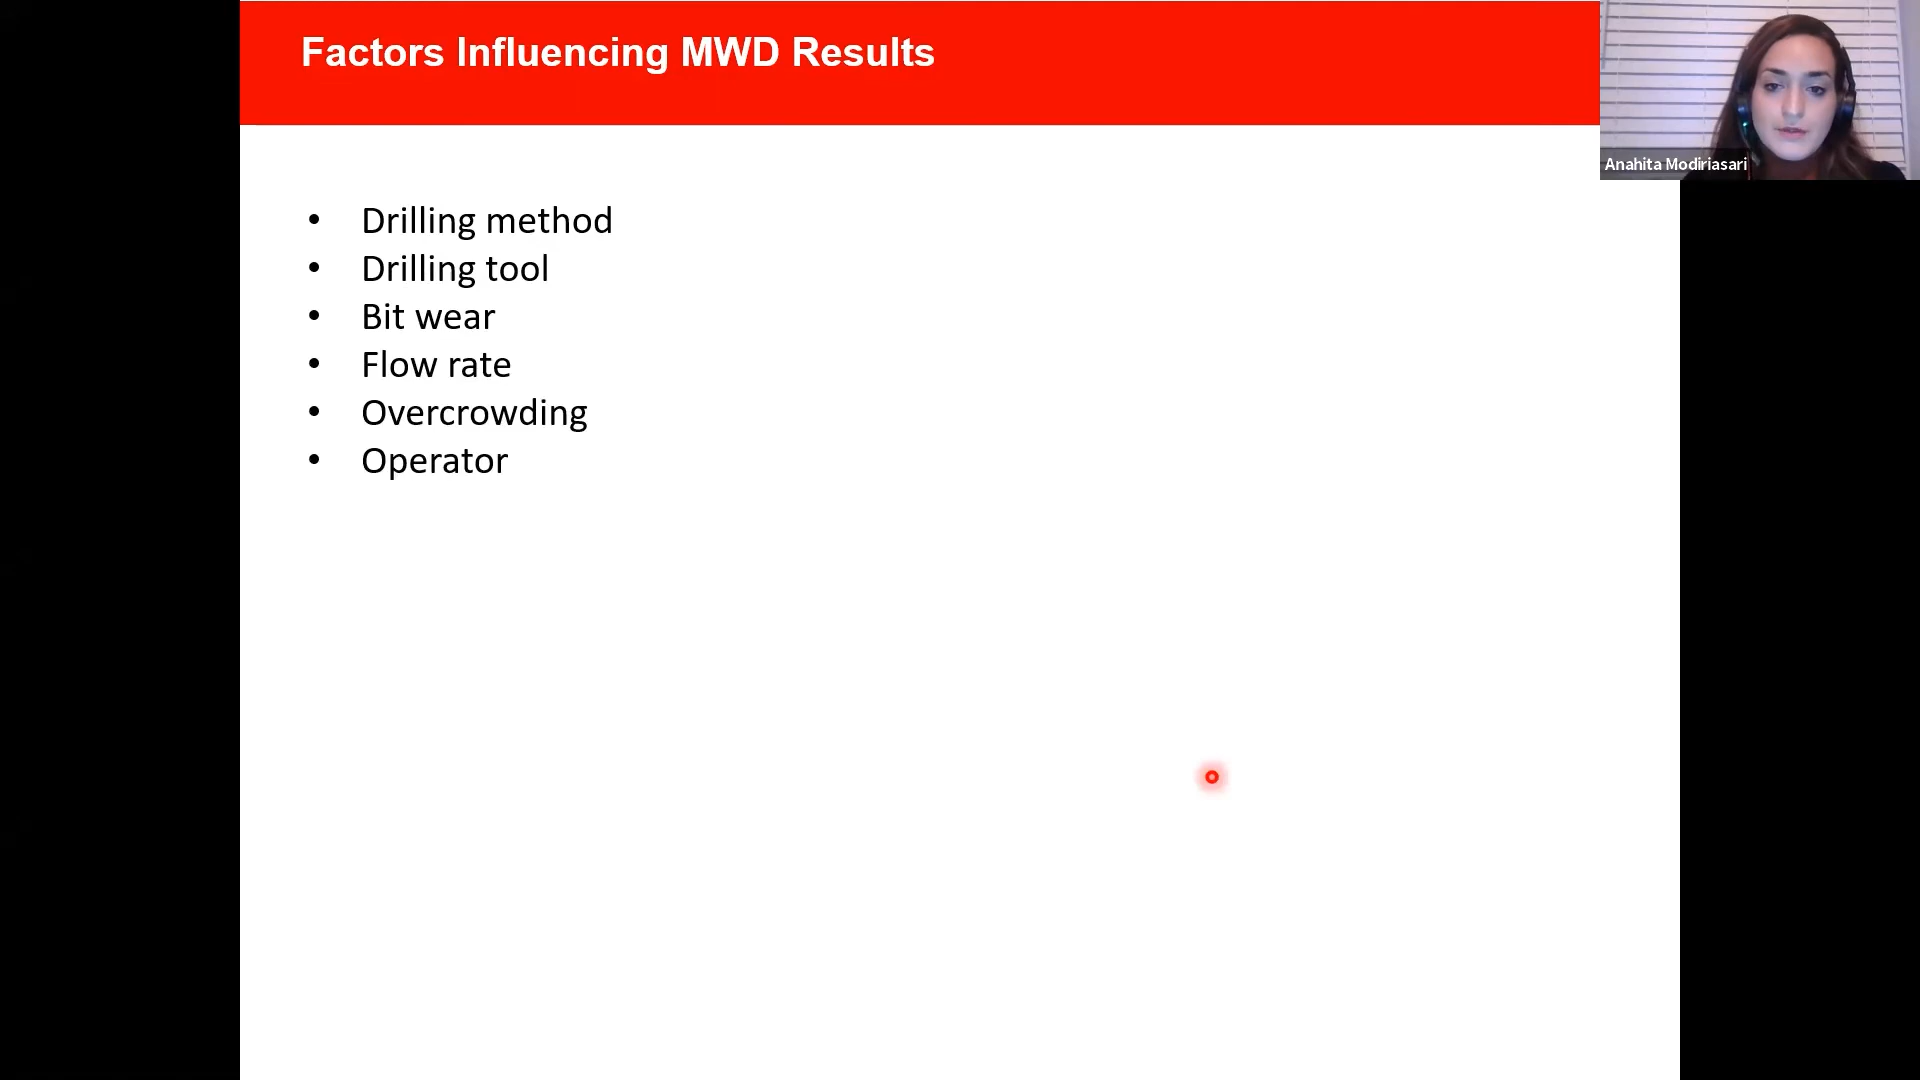 Factors Influencing MWD Results
Anahita Modiriasari
• Drilling method
• Drilling tool
• Bit wear
• Flow rate
• Overcrowding
• Operator